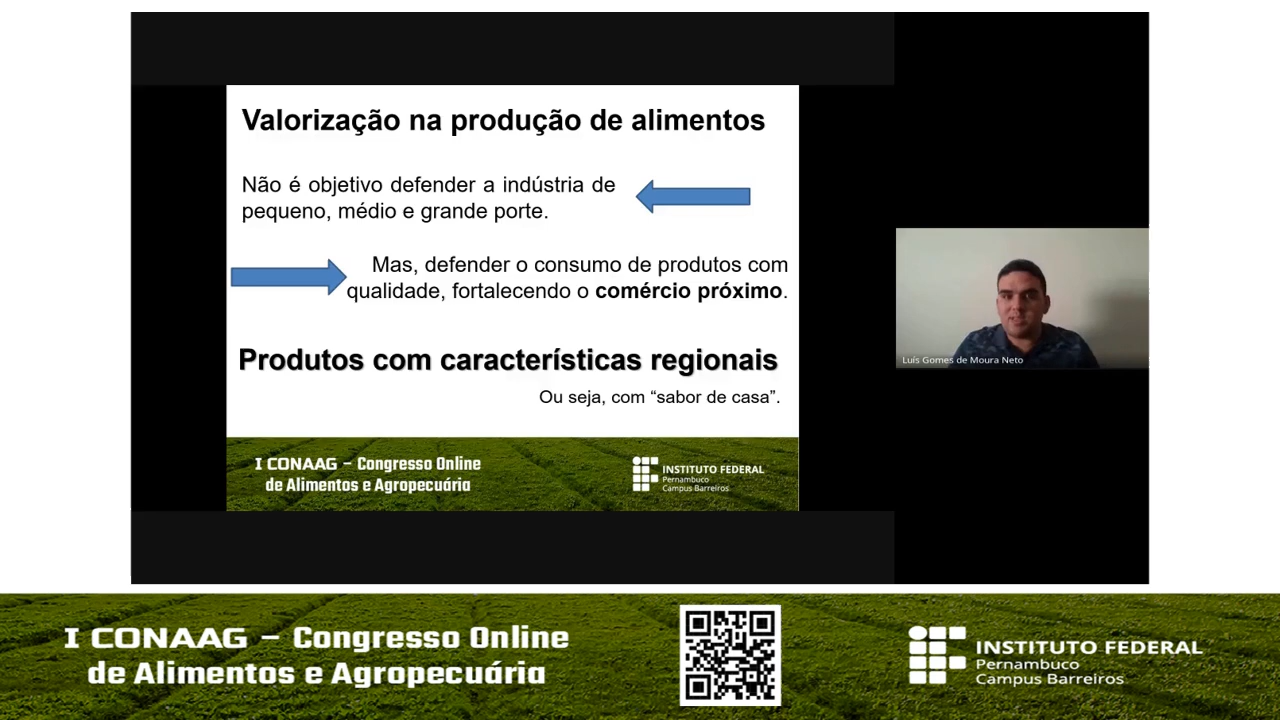 Valorização na produção de alimentos
Não é objetivo defender a indústria de
pequeno, médio e grande porte.
Mas, defender o consumo de produtos com
qualidade, fortalecendo o comércio próximo.
Produtos com características regionais
Ou seja, com “sabor de casa”.
I CONAAG – Congresso Online
de Alimentos e Agropecuária
INSTITUTO FEDERAL
Pernambuco
Campus Barreiros
Luís Gomes de Moura Neto
I CONAAG – Congresso Online
de Alimentos e Agropecuária
INSTITUTO FEDERAL
Pernambuco
Campus Barreiros